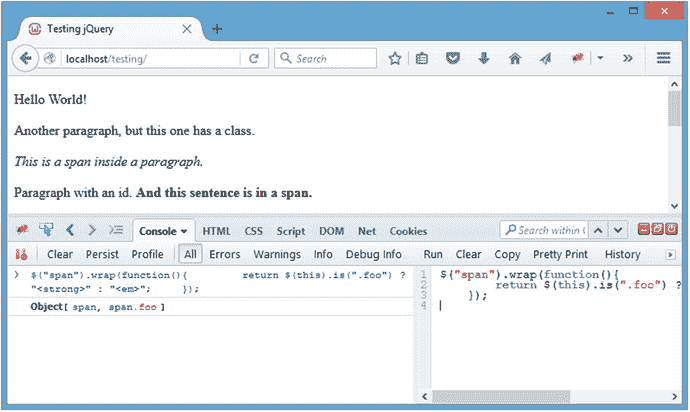 Testing jQuery
localhost/testing/
Search
Hello World!
Another paragraph, but this one has a class.
This is a span inside a paragraph.
Paragraph with an id. And this sentence is in a span.
Console HTML CSS Script DOM Net Cookies
Search within
Clear Persist Profile All Errors Warnings Info Debug Info
Run Clear Copy Pretty Print History
$("span").wrap(function(){ return $(this).is(".foo") ?
"<strong>" : "<em>"; });
Object[ span, span.foo ]
1 $("span").wrap(function(){
2 return $(this).is(".foo") ?
3 });
4